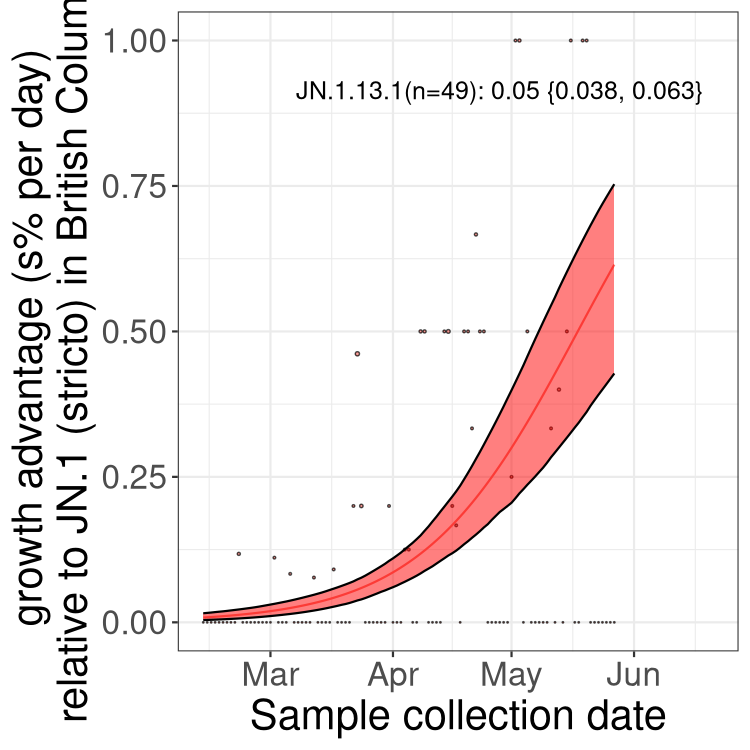 growth advantage (s% per day)
relative to JN.1 (stricto) in British Colum
1.00
0.75
0.50
0.25
0.00
JN.1.13.1(n=49): 0.05 {0.038, 0.063}
Mar Apr May Jun
Sample collection date